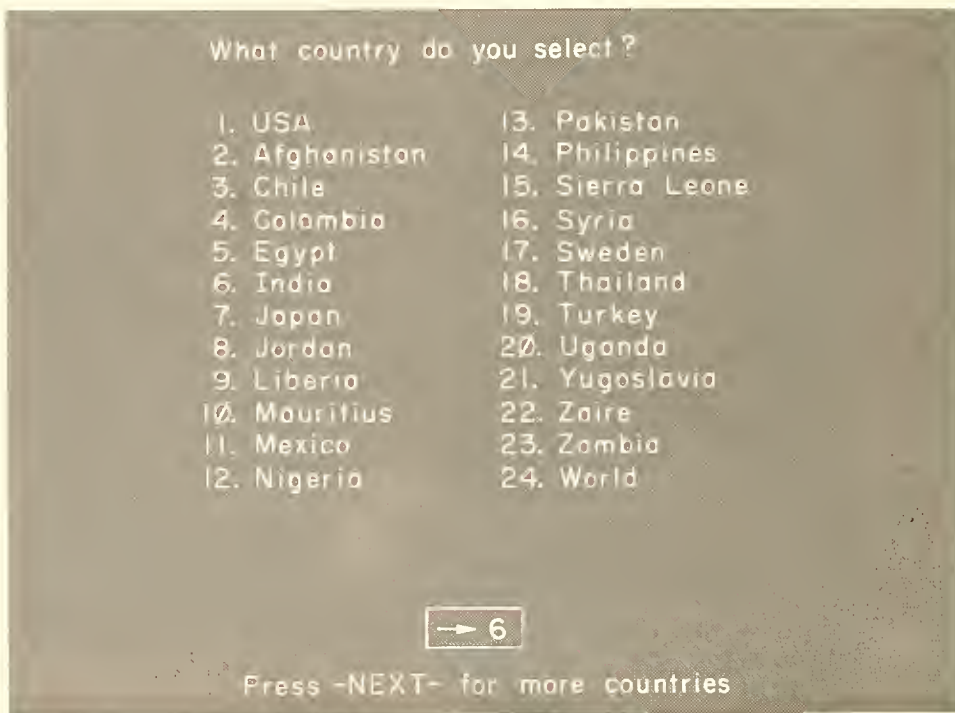 What country do you select?
1. USA
2. Afghanistan
3. Chile
4. Colombia
5. Egypt
6. India
7. Japan
8. Jordan
9. Liberia
1Ø. Mauritius
11. Mexico
12. Nigeria
13. Pakistan
14. Philippines
15. Sierra Leone
16. Syria
17. Sweden
18. Thailand
19. Turkey
2Ø. Uganda
21. Yugoslavia
22. Zaire
23. Zambia
24. World
→ 6
Press -NEXT- for more countries